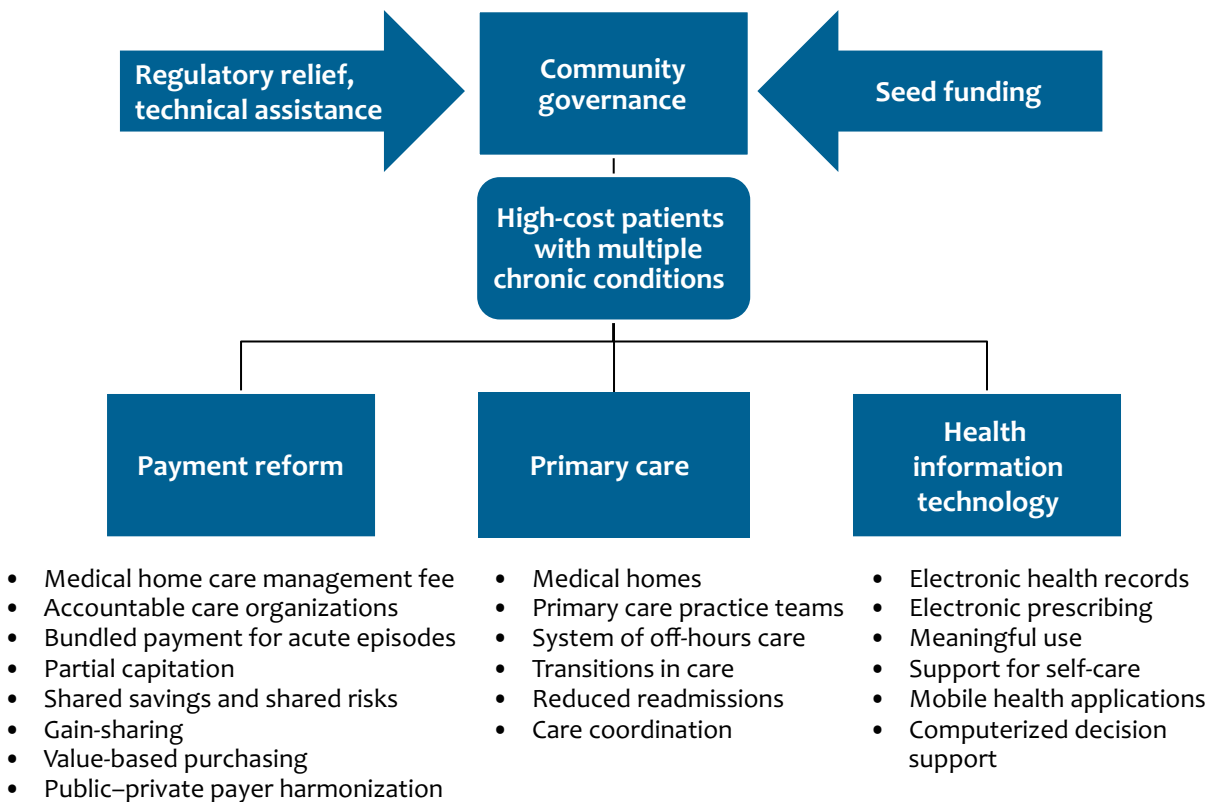 Regulatory relief,
technical assistance
Community
governance
Seed funding
High-cost patients
with multiple
chronic conditions
Payment reform
Primary care
Health
information
technology
• Medical home care management fee
• Accountable care organizations
• Bundled payment for acute episodes
• Partial capitation
• Shared savings and shared risks
• Gain-sharing
• Value-based purchasing
• Public–private payer harmonization
• Medical homes
• Primary care practice teams
• System of off-hours care
• Transitions in care
• Reduced readmissions
• Care coordination
• Electronic health records
• Electronic prescribing
• Meaningful use
• Support for self-care
• Mobile health applications
• Computerized decision
support